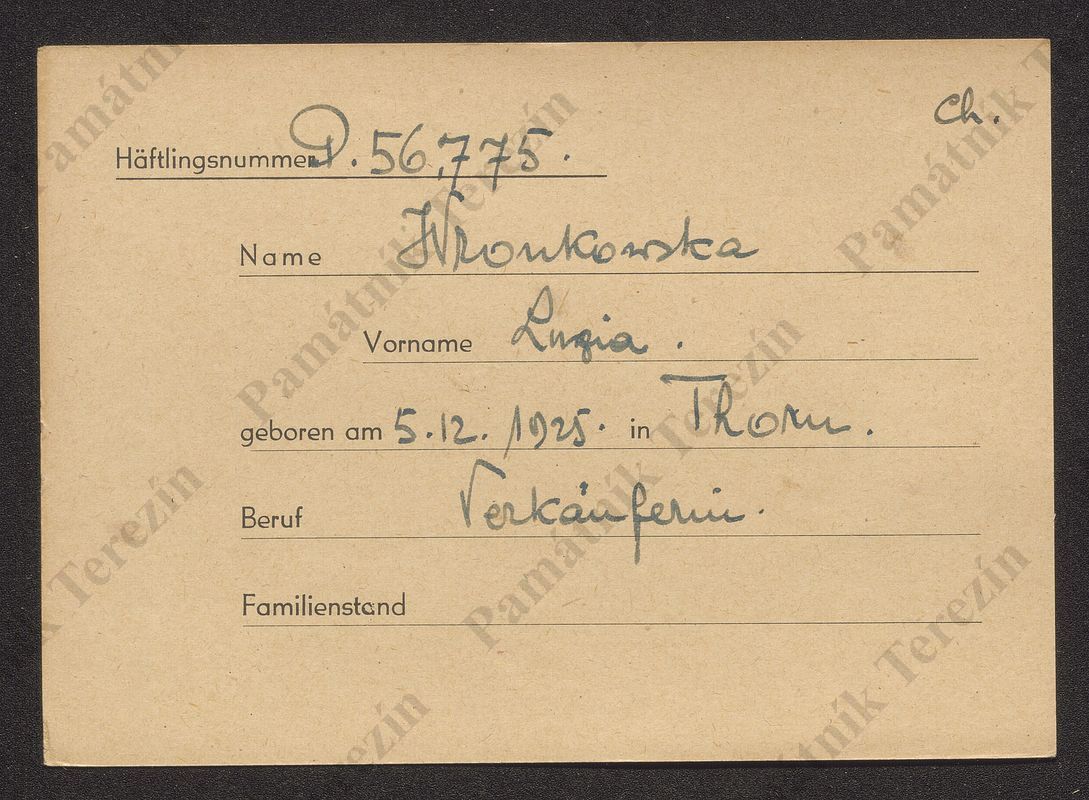 Ch.
Häftlingsnummer P. 56,775.
Name Wronkowska
Vorname Luzia.
geboren am 5.12.1925. in Thorn.
Beruf Verkäuferin.
Familienstand
Památník Terezín